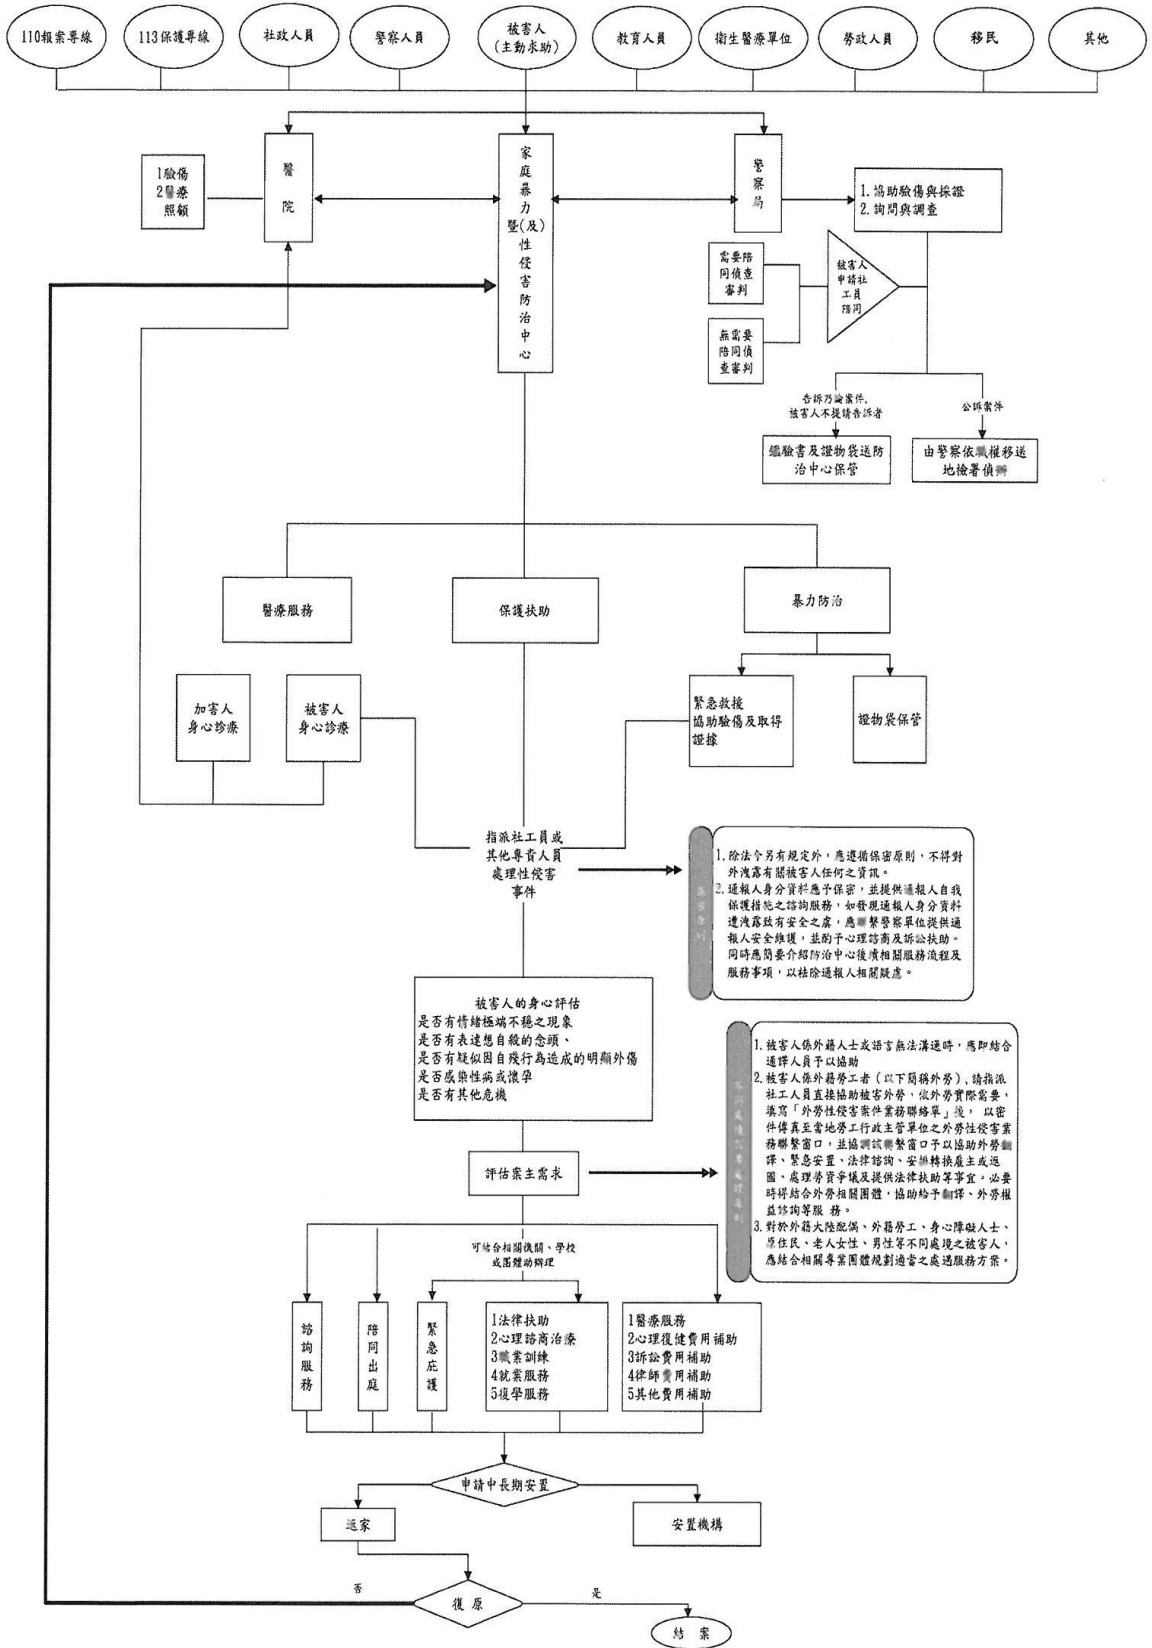 110報案專線
113保護專線
社政人員
警察人員
被害人
(主動求助)
教育人員
衛生醫療單位
勞政人員
移民
其他
1驗傷
2醫療
照顧
醫
院
家
庭
暴
力
暨(及)
性
侵
害
防
治
中
心
警
察
局
1. 協助驗傷與採證
2. 詢問與調查
需要陪
同偵查
審判
無需要
陪同偵
查審判
被害人
申請社
工員
陪同
告訴乃論案件,
被害人不提請告訴者
公訴案件
鑑驗書及證物袋送防
治中心保管
由警察依職權移送
地檢署偵辦
醫療服務
保護扶助
暴力防治
加害人
身心診療
被害人
身心診療
緊急救援
協助驗傷及取得
證據
證物袋保管
指派社工員或
其他專責人員
處理性侵害
事件
1. 除法令另有規定外，應遵循保密原則，不得對
外洩露有關被害人任何之資訊。
2. 通報人身分資料應予保密，並提供通報人自我
保護措施之諮詢服務，如發現通報人身分資料
遭洩露致有安全之虞，應聯繫警察單位提供通
報人安全維護，並酌予心理諮商及訴訟扶助。
同時應簡要介紹防治中心後續相關服務流程及
服務事項，以祛除通報人相關疑慮。
被害人的身心評估
是否有情緒極端不穩之現象
是否有表達想自殺的念頭、
是否有疑似因自殘行為造成的明顯外傷
是否感染性病或懷孕
是否有其他危機
評估案主需求
1. 被害人係外籍人士或語言無法溝通時，應即結合
通譯人員予以協助
2. 被害人係外籍勞工者（以下簡稱外勞）,請指派
社工人員直接協助被害外勞，依外勞實際需要，
填寫「外勞性侵害案件業務聯絡單」後， 以密
件傳真至當地勞工行政主管單位之外勞性侵害業
務聯繫窗口，並協調該聯繫窗口予以協助外勞翻
譯、緊急安置、法律諮詢、安排轉換雇主或返
國、處理勞資爭議及提供法律扶助等事宜。必要
時得結合外勞相關團體，協助給予翻譯、外勞權
益諮詢等服 務。
3. 對於外籍大陸配偶、外籍勞工、身心障礙人士、
原住民、老人女性、男性等不同處境之被害人，
應結合相關專業團體規劃適當之處遇服務方案。
可結合相關機關、學校
或團體助辦理
諮
詢
服
務
陪
同
出
庭
緊
急
庇
護
1法律扶助
2心理諮商治療
3職業訓練
4就業服務
5復學服務
1醫療服務
2心理復健費用補助
3訴訟費用補助
4律師費用補助
5其他費用補助
申請中長期安置
返家
安置機構
復 原
否
是
結 案